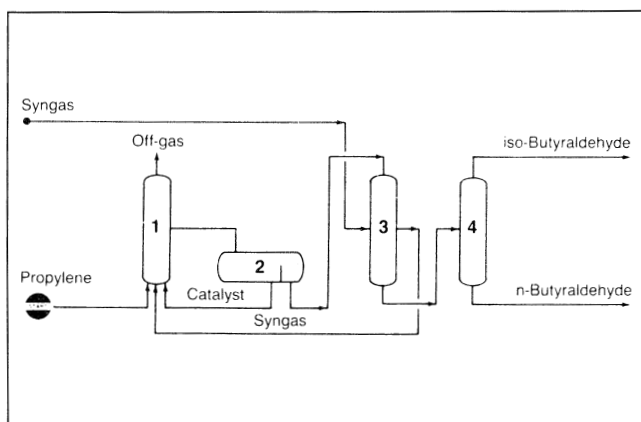 Syngas
Off-gas
iso-Butyraldehyde
1
3
4
2
Propylene
Catalyst
n-Butyraldehyde
Syngas